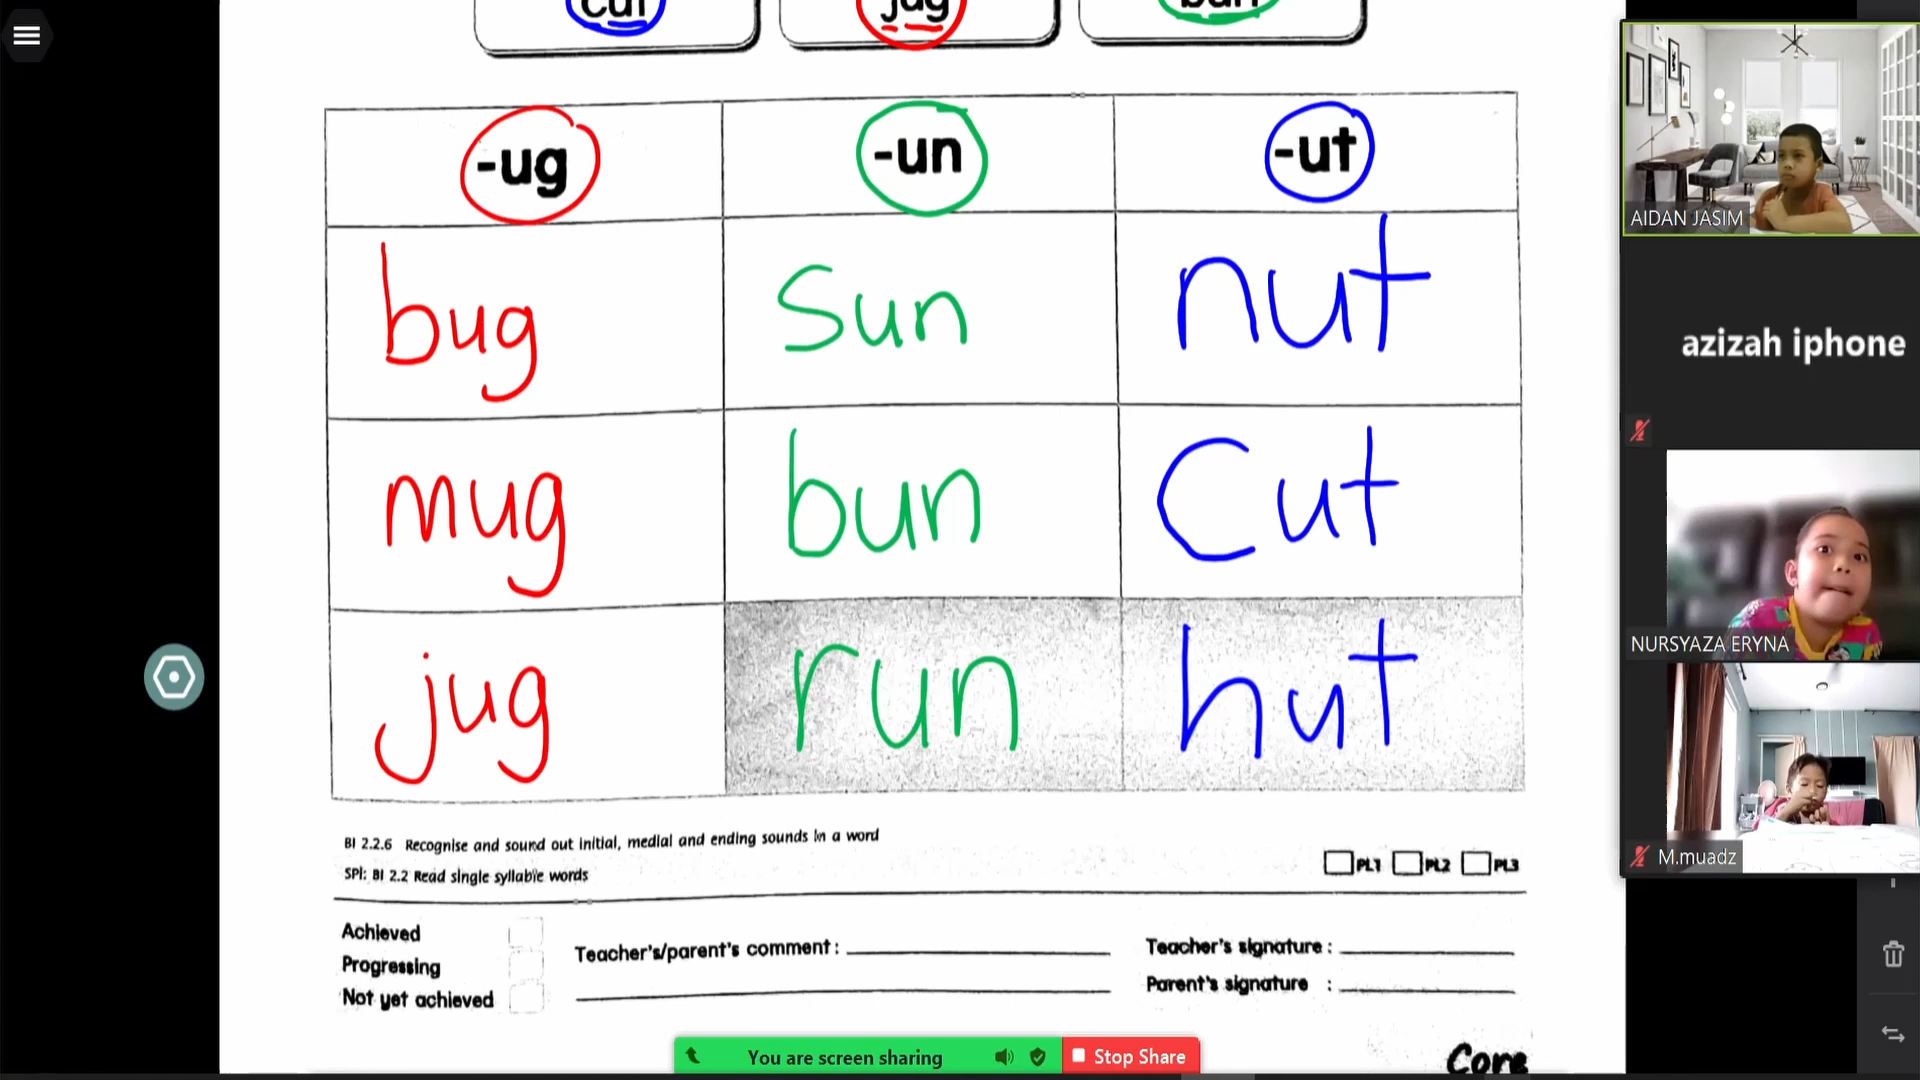 cut jug bun
-ug -un -ut
bug sun nut
mug bun cut
jug run hut
BI 2.2.6 Recognise and sound out initial, medial and ending sounds in a word
SPI: BI 2.2 Read single syllable words
PL1 PL2 PL3
Achieved
Progressing
Not yet achieved
Teacher's/parent's comment :
Teacher's signature :
Parent's signature :
Core
You are screen sharing
Stop Share
AIDAN JASIM
azizah iphone
NURSYAZA ERYNA
M.muadz